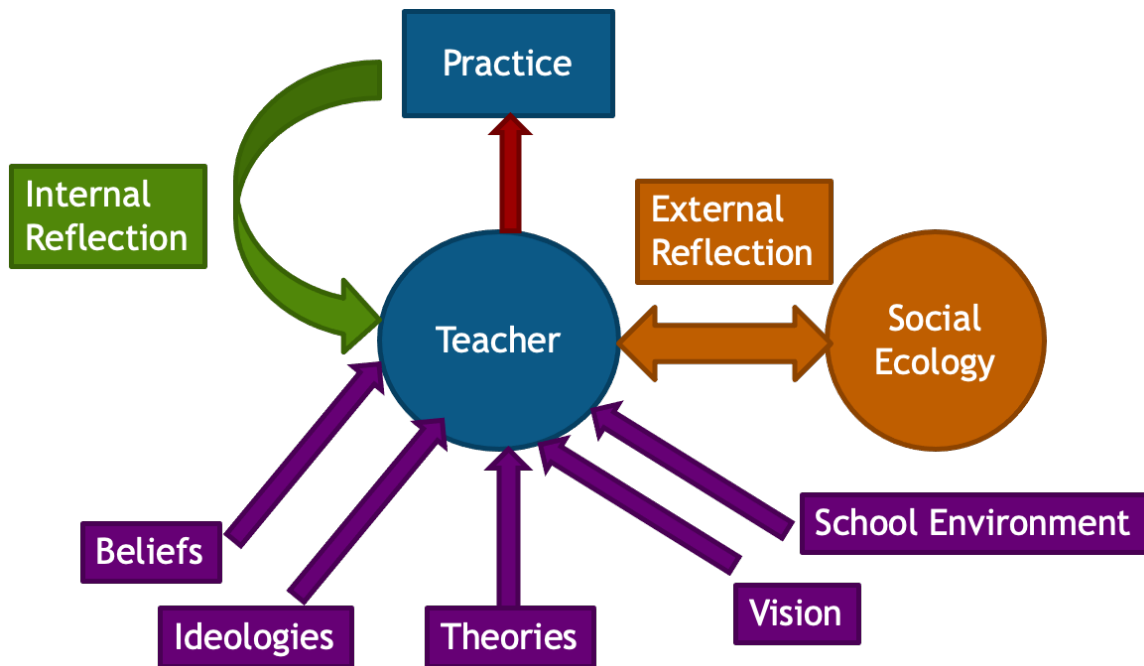 Practice
Internal
Reflection
External
Reflection
Teacher
Social
Ecology
Beliefs
Ideologies
Theories
Vision
School Environment